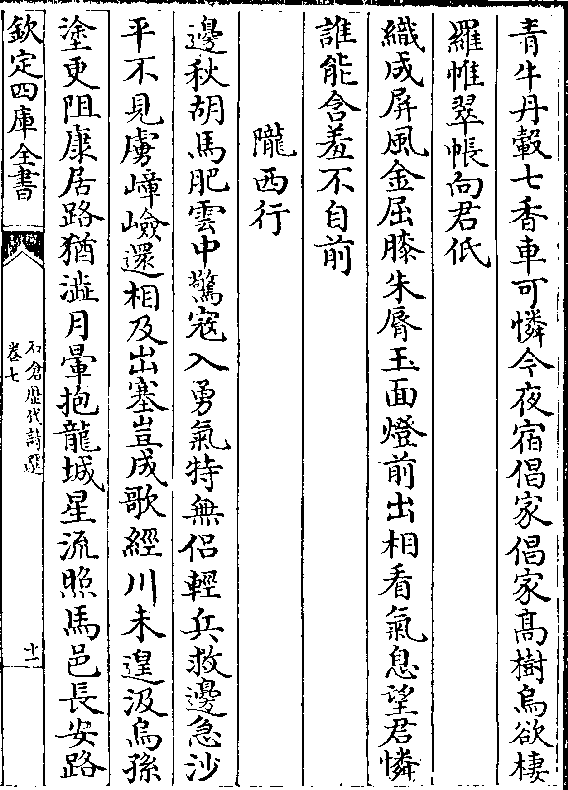 青牛丹轂七香車可憐今夜宿倡家倡家髙樹烏欲棲
羅帷翠帳向君低
織成屏風金屈膝朱脣玉面燈前出相看氣息望君憐
誰能含羞不自前
隴西行
邊秋胡馬肥雲中驚寇入勇氣特無侣輕兵救邊急沙
平不見虜嶂嶮還相及出塞豈成歌經川未遑汲烏孫
塗更阻康居路猶澁月暈抱龍城星流照馬邑長安路
欽定四庫全書
石倉歴代詩選
卷七
十一